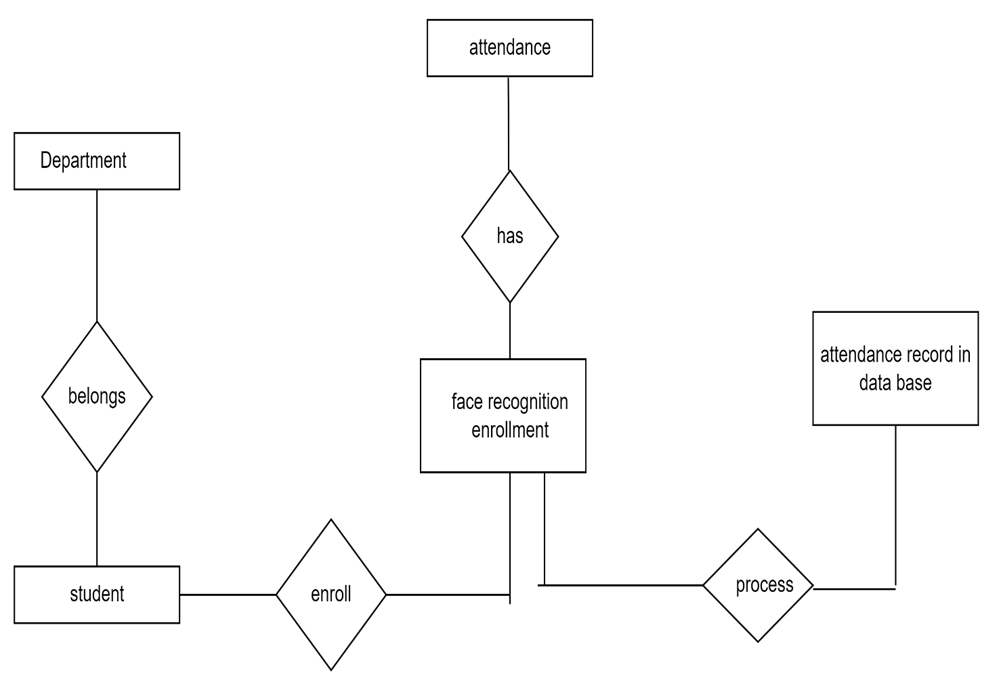 attendance
Department
has
attendance record in
data base
belongs
face recognition
enrollment
process
student
enroll